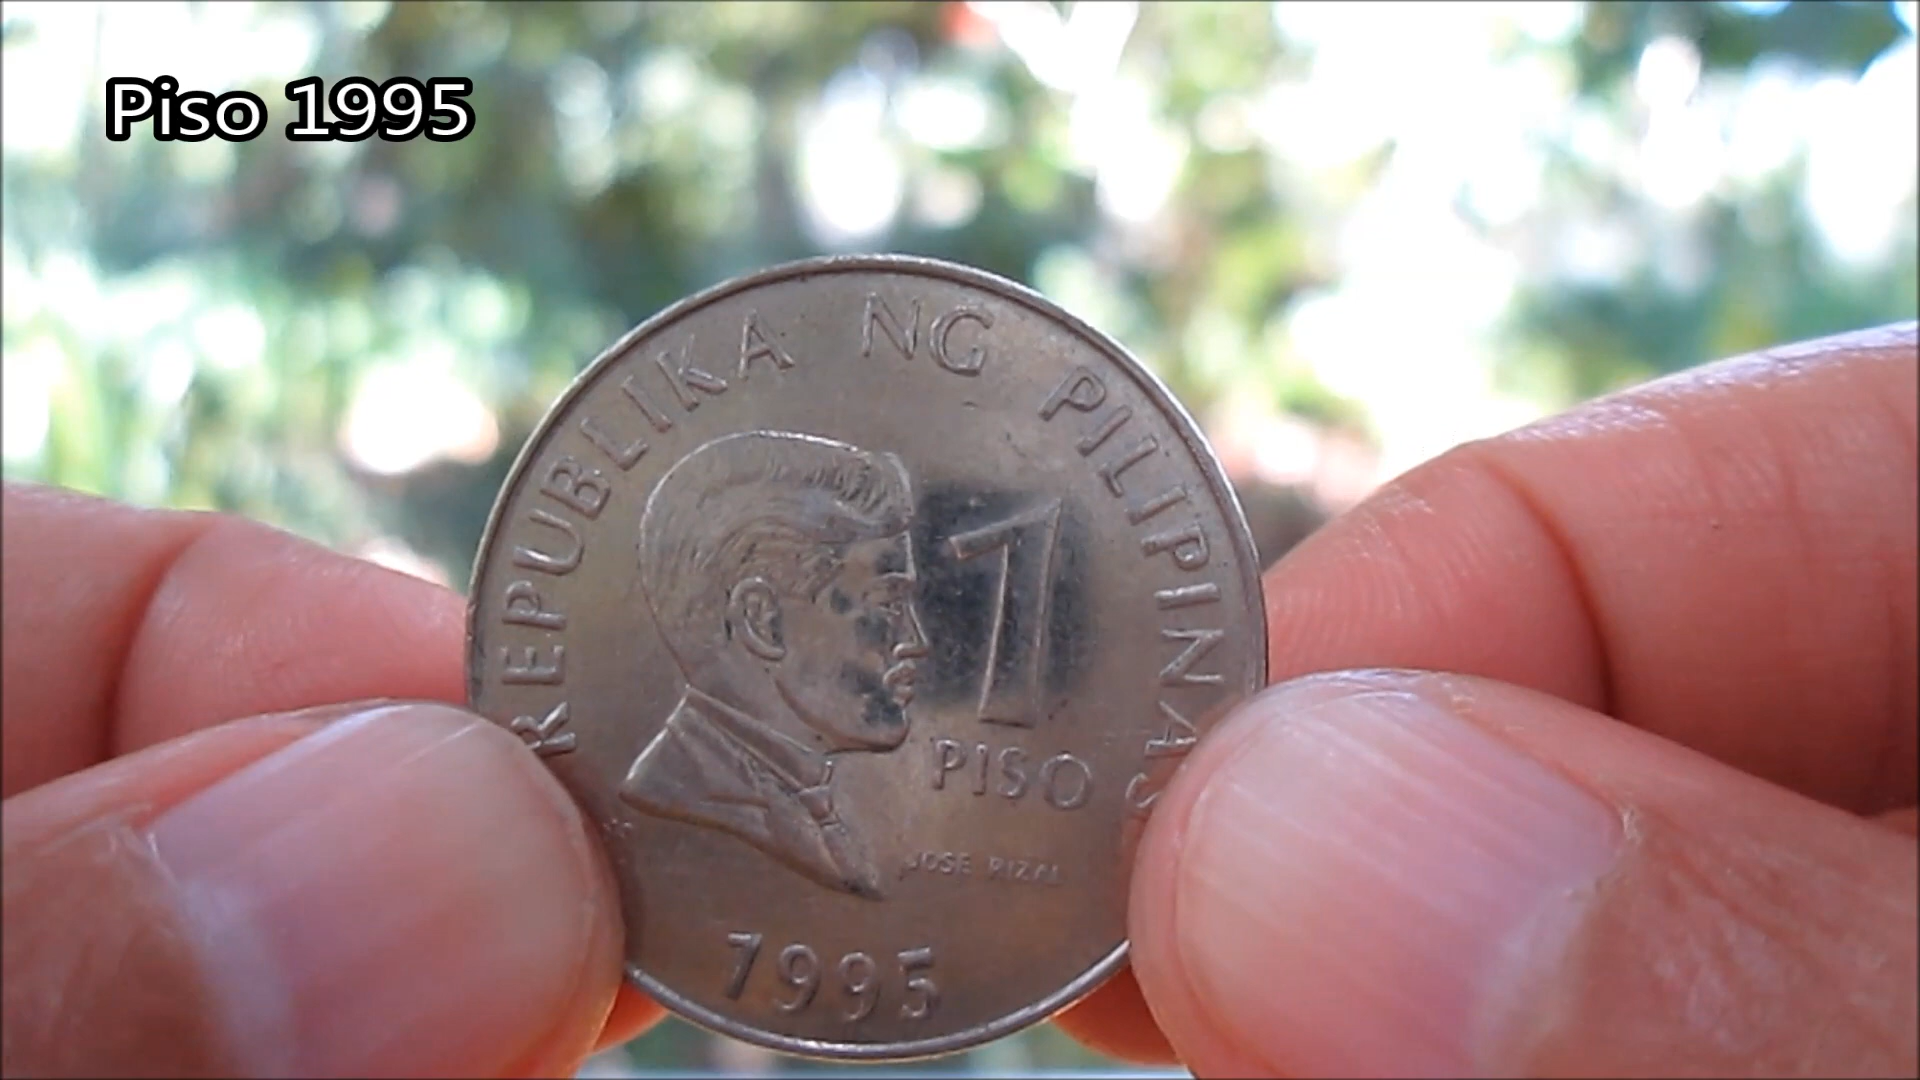 Piso 1995
REPUBLIKA NG PILIPINAS
1
PISO
JOSE RIZAL
1995